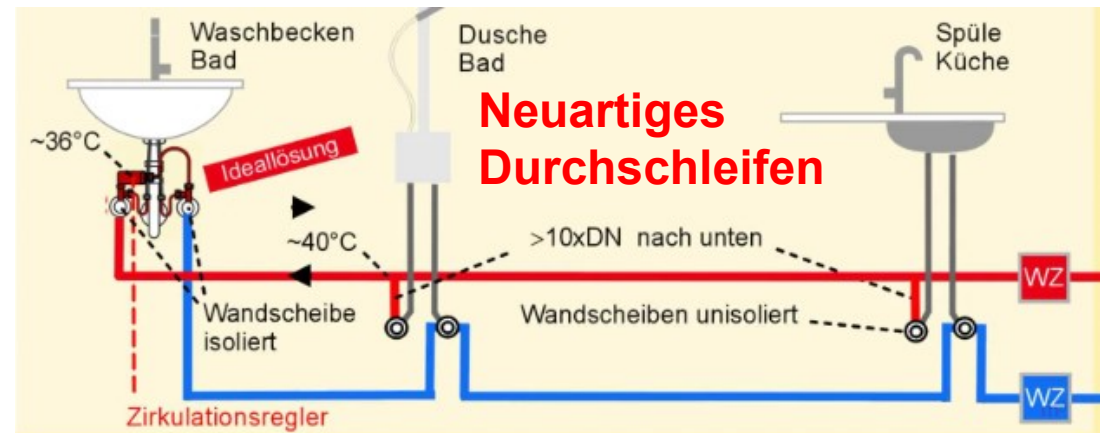 Waschbecken
Bad
Dusche
Bad
Spüle
Küche
Neuartiges
Durchschleifen
~36°C
Ideallösung
~40°C
>10xDN nach unten
WZ
Wandscheibe
isoliert
Wandscheiben unisoliert
WZ
Zirkulationsregler